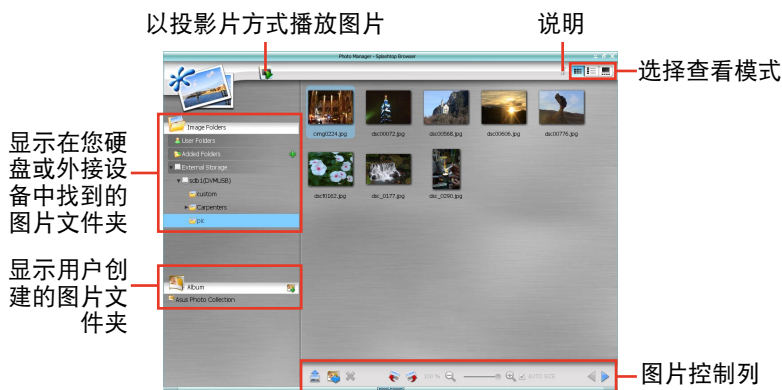 以投影片方式播放图片
说明
Photo Manager - Splashtop Browser
选择查看模式
Image Folders
User Folders
Added Folders
External Storage
sdb1(DVMUSB)
custom
Carpenters
pic
cimg0224.jpg
dsc00072.jpg
dsc00568.jpg
dsc00606.jpg
dsc00776.jpg
dscf0162.jpg
dsc_0177.jpg
dsc_0290.jpg
显示在您硬
盘或外接设
备中找到的
图片文件夹
显示用户创
建的图片文
件夹
Album
Asus Photo Collection
100 %
AUTO SIZE
图片控制列